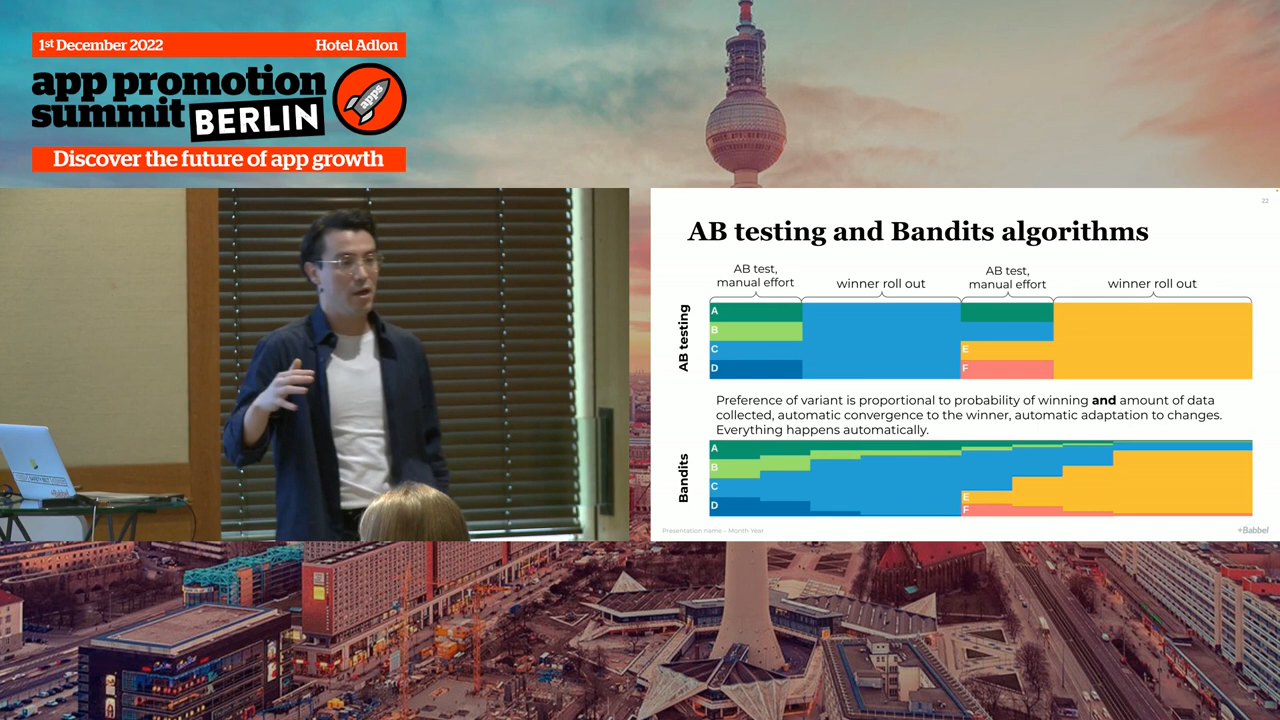 1st December 2022 Hotel Adlon
app promotion
summit BERLIN
apps
Discover the future of app growth
22
AB testing and Bandits algorithms
AB test,
manual effort
winner roll out
AB test,
manual effort
winner roll out
AB testing
A
B
C
D
E
F
Preference of variant is proportional to probability of winning and amount of data
collected, automatic convergence to the winner, automatic adaptation to changes.
Everything happens automatically.
Bandits
A
B
C
D
E
F
Presentation name – Month Year
+Babbel